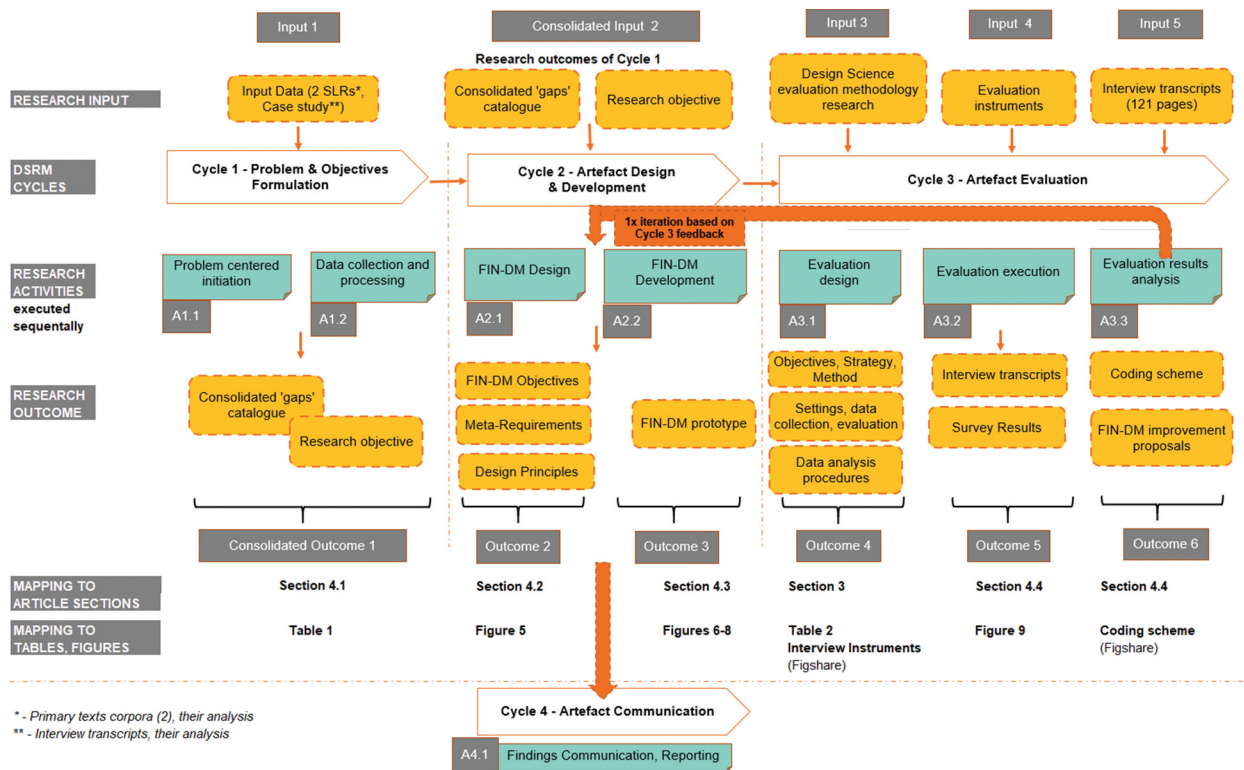 Input 1
Consolidated Input 2
Input 3
Input 4
Input 5
Research outcomes of Cycle 1
RESEARCH INPUT
Input Data (2 SLRs*,
Case study**)
Consolidated 'gaps'
catalogue
Research objective
Design Science
evaluation methodology
research
Evaluation
instruments
Interview transcripts
(121 pages)
DSRM
CYCLES
Cycle 1 - Problem & Objectives
Formulation
Cycle 2 - Artefact Design
& Development
Cycle 3 - Artefact Evaluation
1x iteration based on
Cycle 3 feedback
RESEARCH
ACTIVITIES
executed
sequentally
Problem centered
initiation
A1.1
Data collection and
processing
A1.2
FIN-DM Design
A2.1
FIN-DM
Development
A2.2
Evaluation
design
A3.1
Evaluation execution
A3.2
Evaluation results
analysis
A3.3
RESEARCH
OUTCOME
Consolidated 'gaps'
catalogue
Research objective
FIN-DM Objectives
Meta-Requirements
Design Principles
FIN-DM prototype
Objectives, Strategy,
Method
Settings, data
collection, evaluation
Data analysis
procedures
Interview transcripts
Survey Results
Coding scheme
FIN-DM improvement
proposals
Consolidated Outcome 1
Outcome 2
Outcome 3
Outcome 4
Outcome 5
Outcome 6
MAPPING TO
ARTICLE SECTIONS
Section 4.1
Section 4.2
Section 4.3
Section 3
Section 4.4
Section 4.4
MAPPING TO
TABLES, FIGURES
Table 1
Figure 5
Figures 6-8
Table 2
Interview Instruments
(Figshare)
Figure 9
Coding scheme
(Figshare)
* - Primary texts corpora (2), their analysis
** - Interview transcripts, their analysis
Cycle 4 - Artefact Communication
A4.1
Findings Communication, Reporting